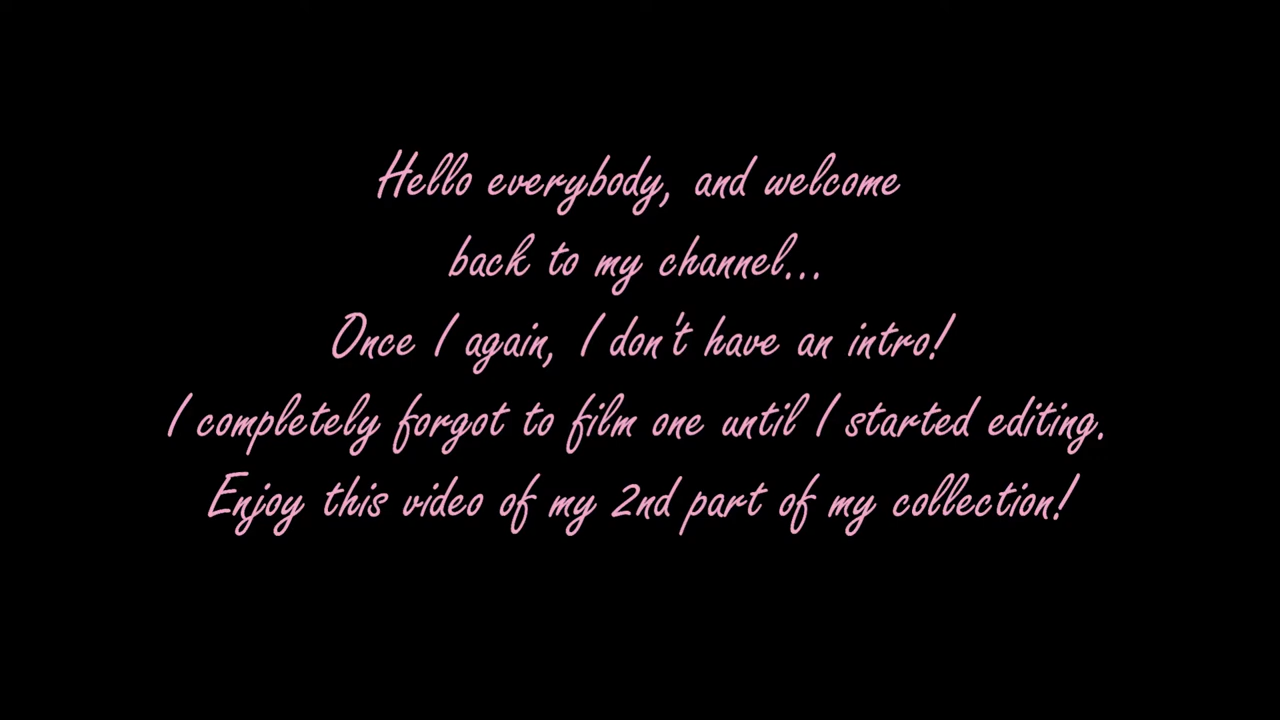 Hello everybody, and welcome
back to my channel...
Once I again, I don't have an intro!
I completely forgot to film one until I started editing.
Enjoy this video of my 2nd part of my collection!